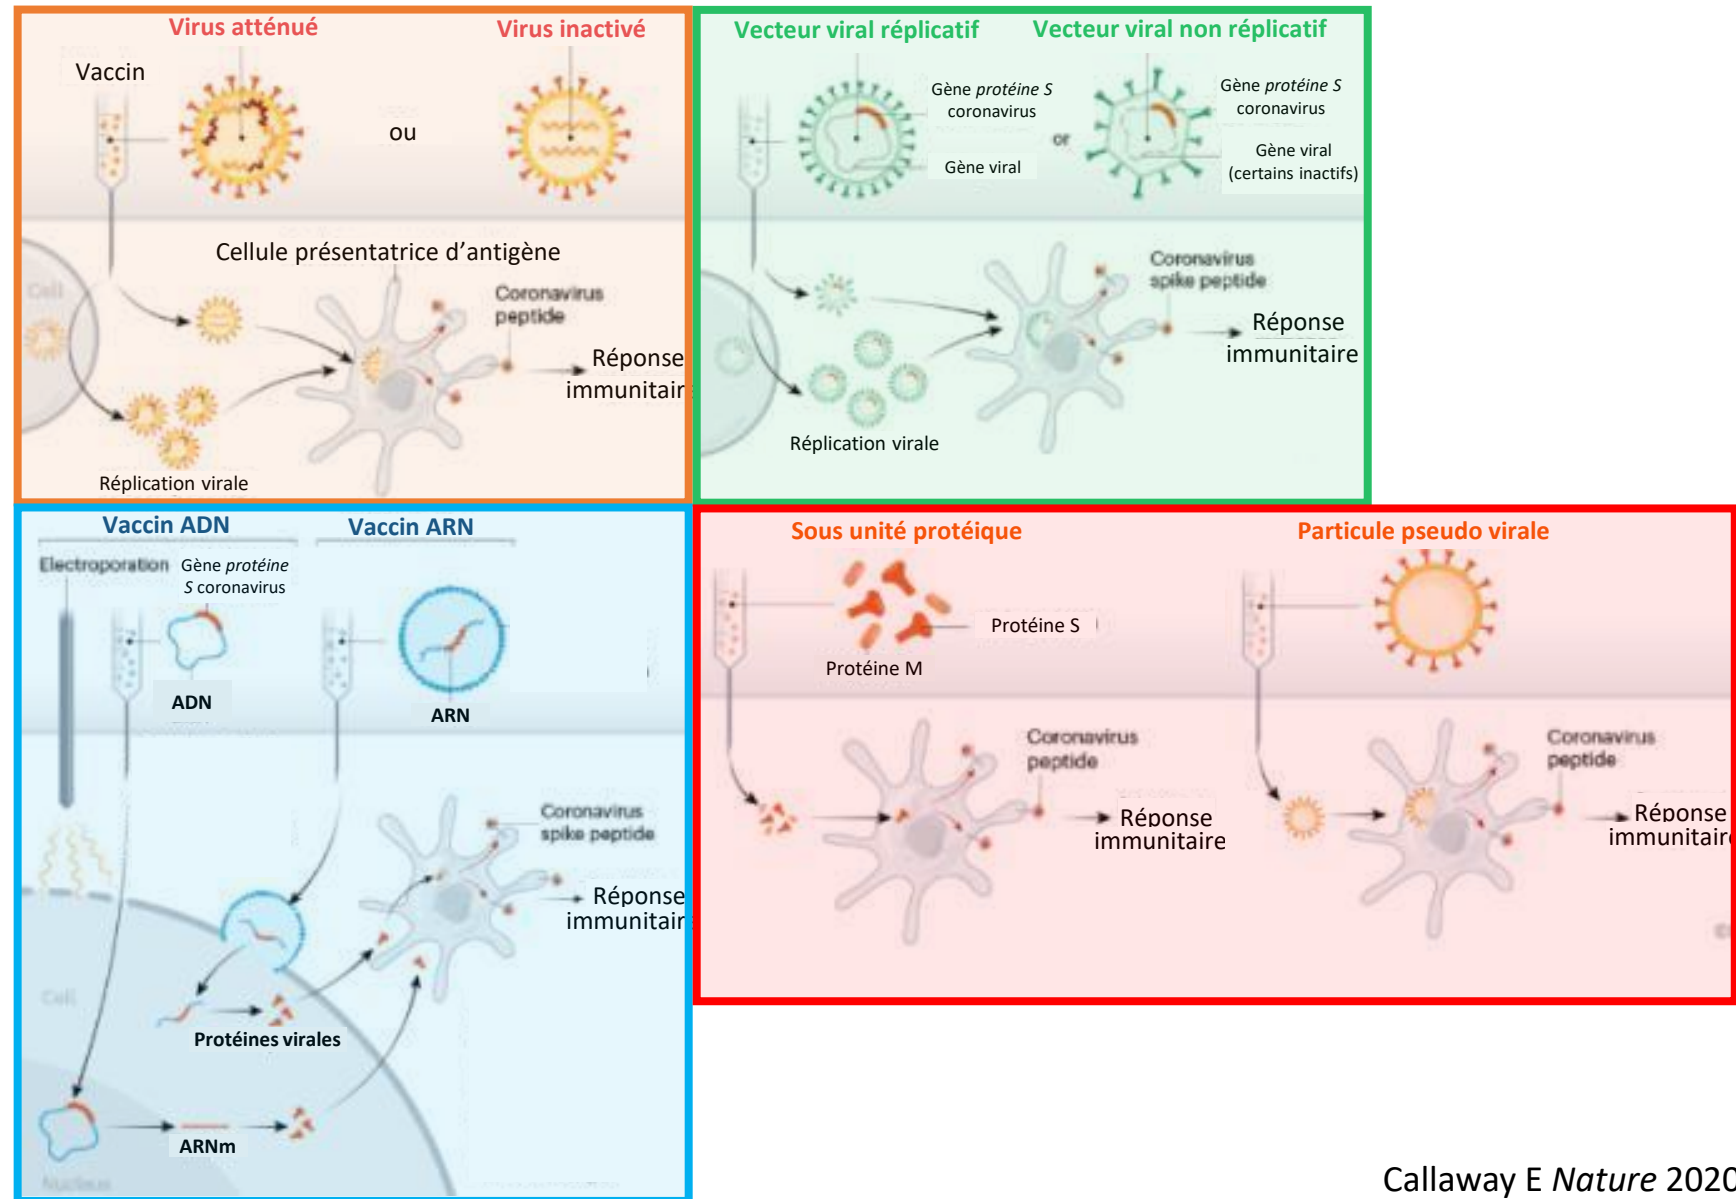 Virus atténué
Virus inactivé
Vaccin
ou
Cellule présentatrice d’antigène
Cell
Coronavirus
peptide
Réponse
immunitair
Réplication virale
Vecteur viral réplicatif
Vecteur viral non réplicatif
Gène protéine S
coronavirus
Gène viral
or
Gène protéine S
coronavirus
Gène viral
(certains inactifs)
Coronavirus
spike peptide
Réponse
immunitaire
Réplication virale
Vaccin ADN
Vaccin ARN
Electroporation
Gène protéine
S coronavirus
ADN
ARN
Coronavirus
spike peptide
Réponse
immunitair
Cell
Protéines virales
ARNm
Nucleus
Sous unité protéique
Particule pseudo virale
Protéine S
Protéine M
Coronavirus
peptide
Réponse
immunitaire
Coronavirus
peptide
Réponse
immunitaire
Callaway E Nature 2020